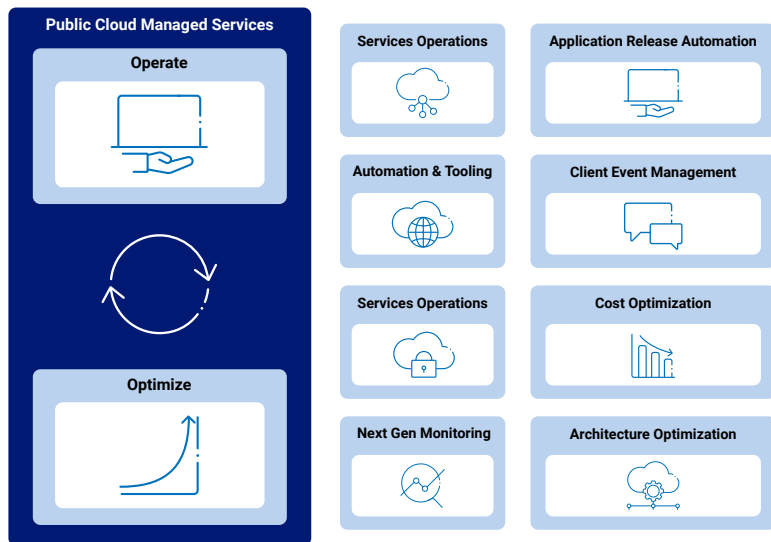 Public Cloud Managed Services
Operate
Optimize
Services Operations
Application Release Automation
Automation & Tooling
Client Event Management
Services Operations
Cost Optimization
Next Gen Monitoring
Architecture Optimization